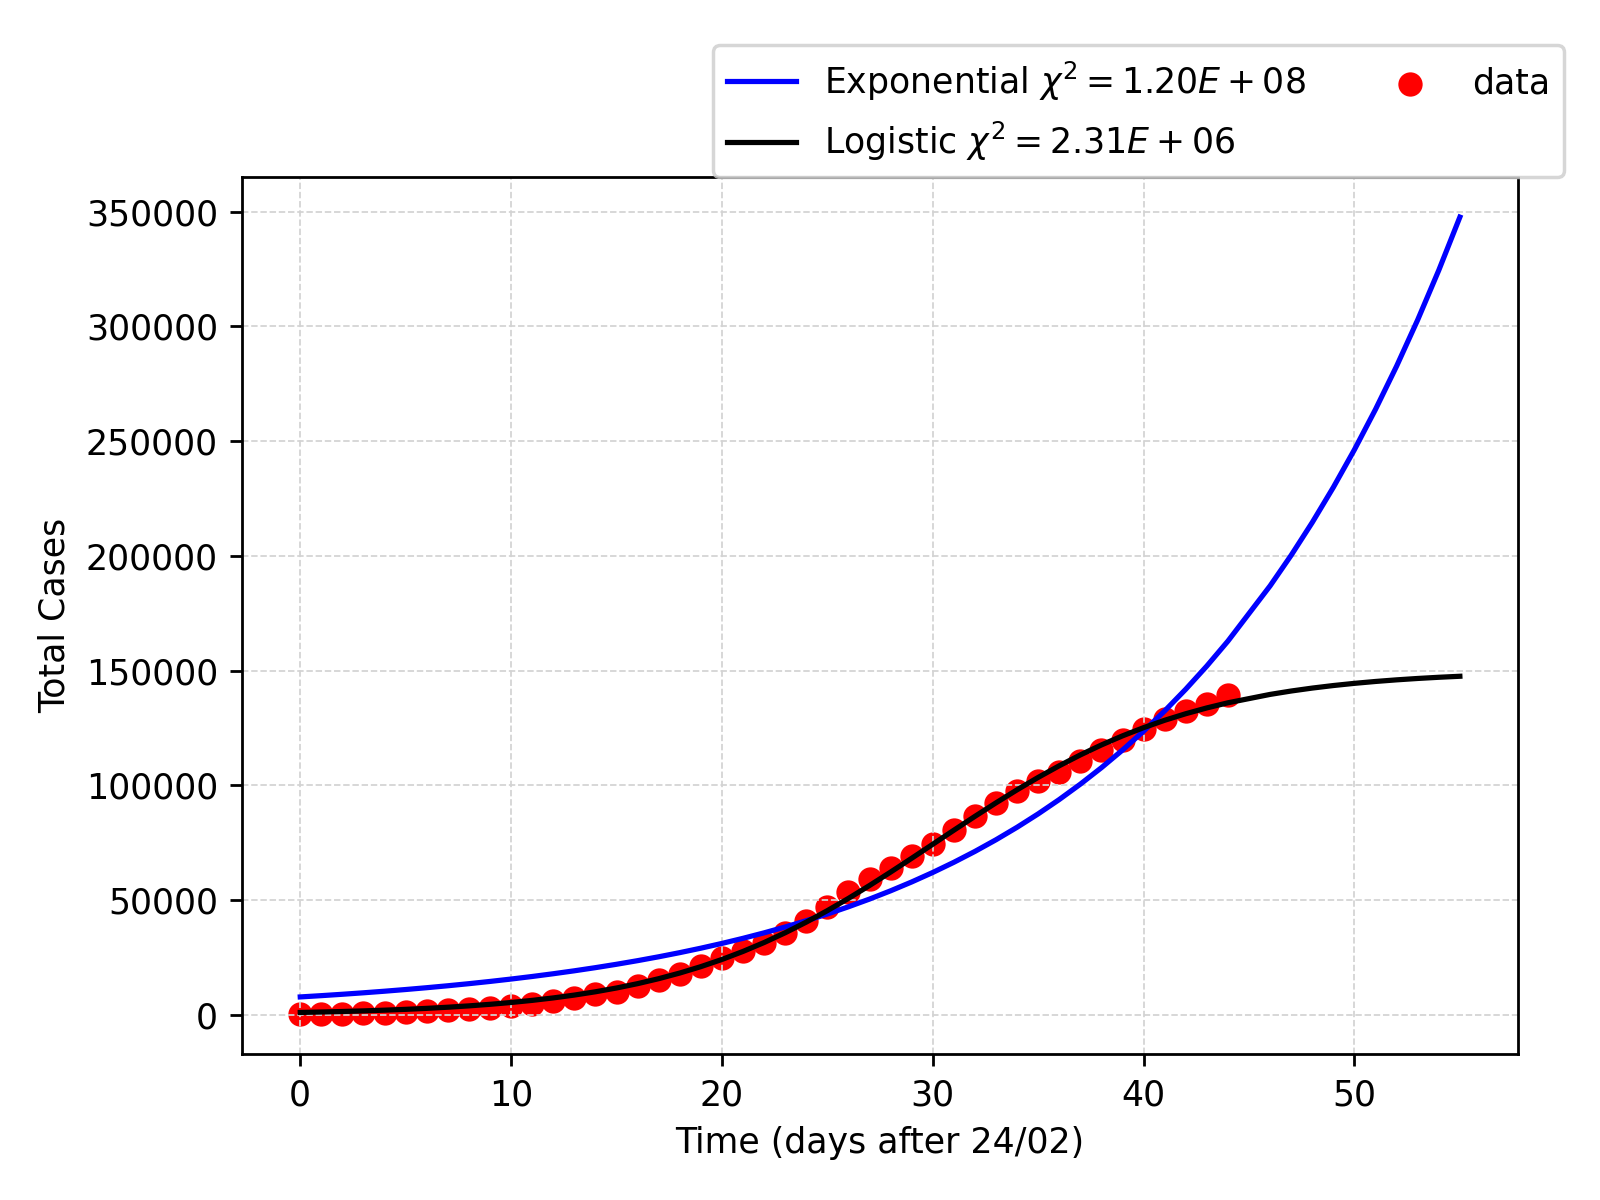 Exponential χ² = 1.20E + 08
data
Logistic χ² = 2.31E + 06
350000
300000
250000
200000
150000
100000
50000
0
Total Cases
0 10 20 30 40 50
Time (days after 24/02)